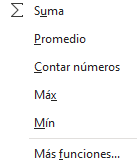 Σ Suma
Promedio
Contar números
Máx
Mín
Más funciones...